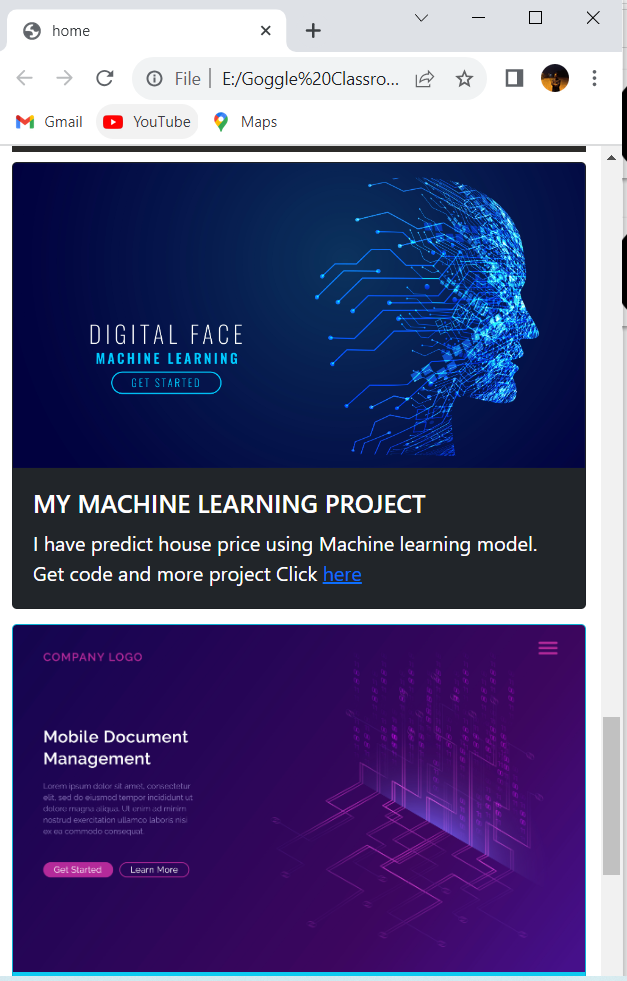 home
File | E:/Goggle%20Classro...
Gmail YouTube Maps
DIGITAL FACE
MACHINE LEARNING
GET STARTED
MY MACHINE LEARNING PROJECT
I have predict house price using Machine learning model.
Get code and more project Click here
COMPANY LOGO
Mobile Document
Management
Lorem ipsum dolor sit amet, consectetur
elit, sed do eiusmod tempor incididunt ut
dolore magna aliqua. Ut enim ad minim
nostrud exercitation ullamco laboris nisi
ex ea commodo consequat.
Get Started Learn More